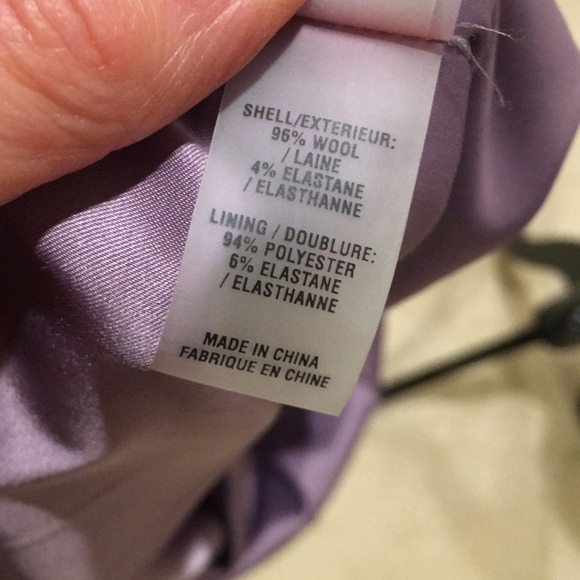 SHELL/EXTERIEUR:
96% WOOL
/ LAINE
4% ELASTANE
/ ELASTHANNE
LINING / DOUBLURE:
94% POLYESTER
6% ELASTANE
/ ELASTHANNE
MADE IN CHINA
FABRIQUE EN CHINE